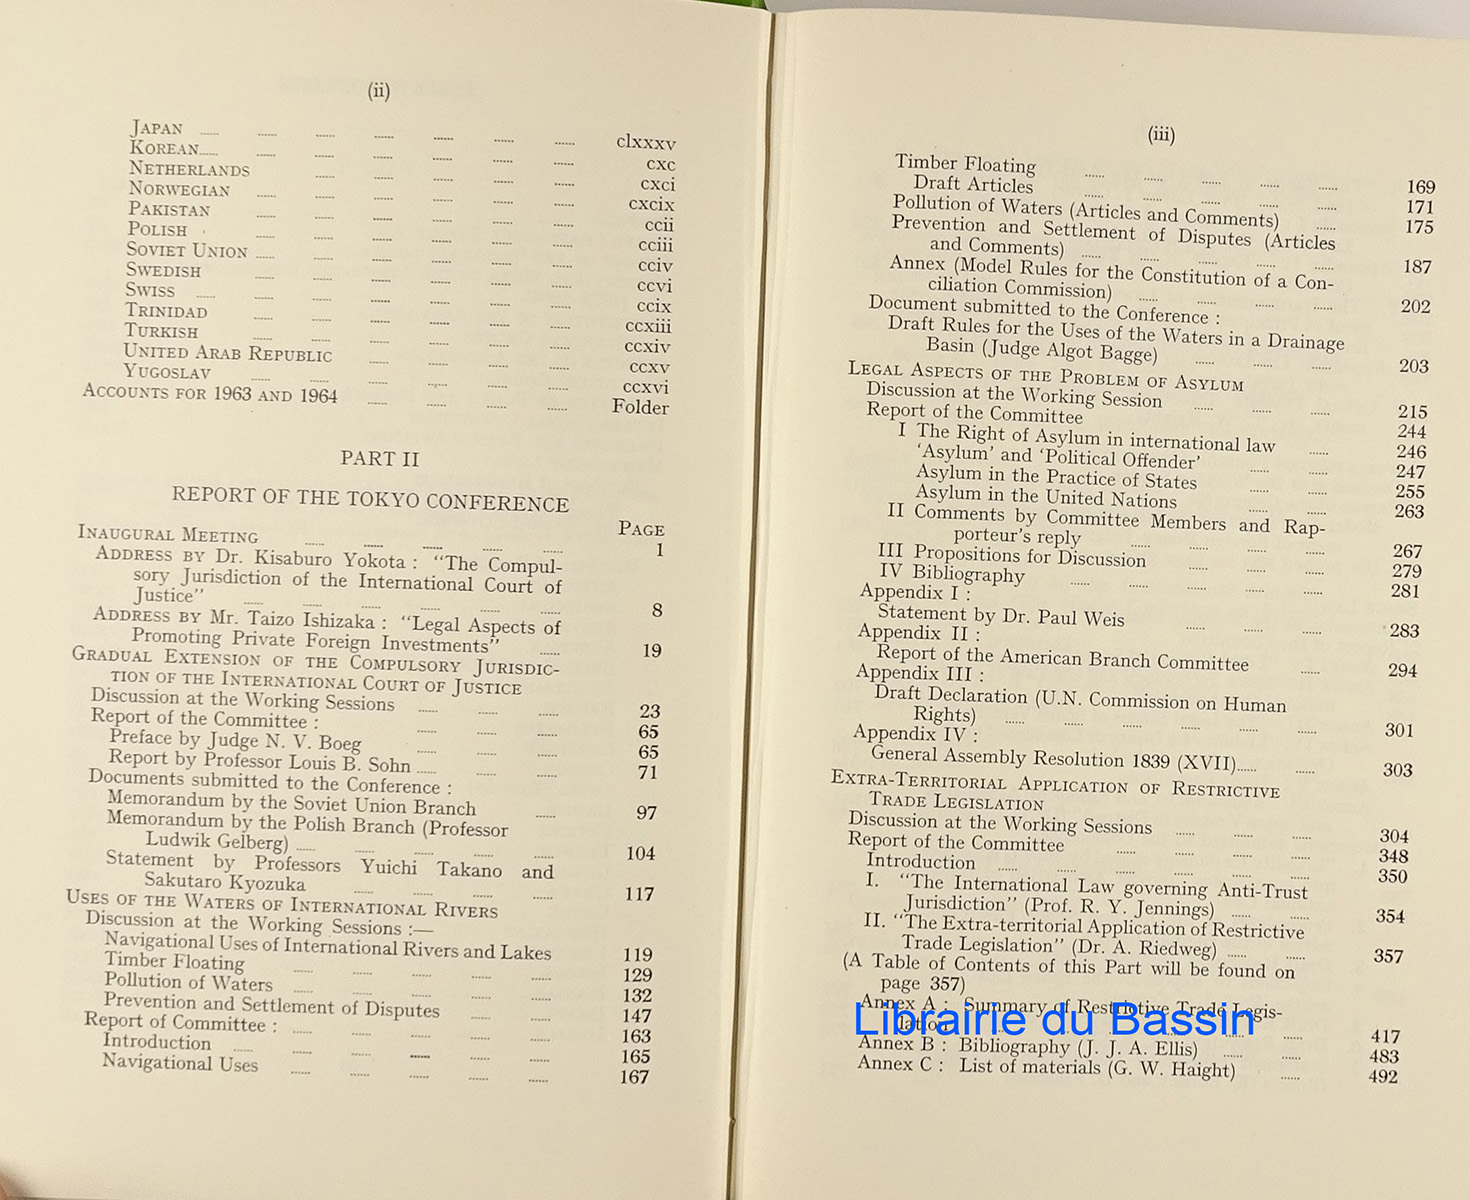 (ii)
JAPAN ...... ...... ...... ...... ...... ...... ...... clxxxv
KOREAN...... ...... ...... ...... ...... ...... ...... cxc
NETHERLANDS ...... ...... ...... ...... ...... cxci
NORWEGIAN ...... ...... ...... ...... ...... ...... cxcix
PAKISTAN ...... ...... ...... ...... ...... ...... ccii
POLISH ...... ...... ...... ...... ...... ...... cciii
SOVIET UNION ...... ...... ...... ...... ...... ...... cciv
SWEDISH ...... ...... ...... ...... ...... ...... ccvi
SWISS ...... ...... ...... ...... ...... ...... ...... ccix
TRINIDAD ...... ...... ...... ...... ...... ...... ccxiii
TURKISH ...... ...... ...... ...... ...... ...... ccxiv
UNITED ARAB REPUBLIC ...... ...... ...... ...... ccxv
YUGOSLAV ...... ...... ...... ...... ...... ...... ccxvi
ACCOUNTS FOR 1963 AND 1964 ...... ...... ...... ...... Folder
PART II
REPORT OF THE TOKYO CONFERENCE
PAGE
INAUGURAL MEETING ...... ...... ...... ...... ...... 1
ADDRESS BY Dr. Kisaburo Yokota : "The Compul-
sory Jurisdiction of the International Court of
Justice" ...... ...... ...... ...... ...... ...... 8
ADDRESS BY Mr. Taizo Ishizaka : "Legal Aspects of
Promoting Private Foreign Investments" ...... 19
GRADUAL EXTENSION OF THE COMPULSORY JURISDIC-
TION OF THE INTERNATIONAL COURT OF JUSTICE
Discussion at the Working Sessions ...... ...... ...... 23
Report of the Committee : ...... ...... ...... 65
Preface by Judge N. V. Boeg ...... ...... ...... 65
Report by Professor Louis B. Sohn ...... ...... ...... 71
Documents submitted to the Conference :
Memorandum by the Soviet Union Branch ...... 97
Memorandum by the Polish Branch (Professor
Ludwik Gelberg) ...... ...... ...... ...... ...... 104
Statement by Professors Yuichi Takano and
Sakutaro Kyozuka ...... ...... ...... ...... 117
USES OF THE WATERS OF INTERNATIONAL RIVERS
Discussion at the Working Sessions :—
Navigational Uses of International Rivers and Lakes 119
Timber Floating ...... ...... ...... ...... ...... 129
Pollution of Waters ...... ...... ...... ...... ...... 132
Prevention and Settlement of Disputes ...... ...... 147
Report of Committee : ...... ...... ...... ...... ...... 163
Introduction ...... ...... ...... ...... ...... ...... 165
Navigational Uses ...... ...... ...... ...... ...... 167
(iii)
Timber Floating ...... ...... ...... ...... ...... 169
Draft Articles ...... ...... ...... ...... ...... 171
Pollution of Waters (Articles and Comments) ...... 175
Prevention and Settlement of Disputes (Articles
and Comments) ...... ...... ...... ...... ...... 187
Annex (Model Rules for the Constitution of a Con-
ciliation Commission) ...... ...... ...... ...... 202
Document submitted to the Conference :
Draft Rules for the Uses of the Waters in a Drainage
Basin (Judge Algot Bagge) ...... ...... ...... 203
LEGAL ASPECTS OF THE PROBLEM OF ASYLUM
Discussion at the Working Session ...... ...... ...... 215
Report of the Committee 244
I The Right of Asylum in international law ...... 246
'Asylum' and 'Political Offender' ...... ...... 247
Asylum in the Practice of States ...... ...... 255
Asylum in the United Nations ...... ...... 263
II Comments by Committee Members and Rap-
porteur's reply ...... ...... ...... ...... 267
III Propositions for Discussion ...... ...... ...... 279
IV Bibliography ...... ...... ...... ...... ...... 281
Appendix I :
Statement by Dr. Paul Weis ...... ...... ...... 283
Appendix II :
Report of the American Branch Committee ...... 294
Appendix III :
Draft Declaration (U.N. Commission on Human
Rights) ...... ...... ...... ...... ...... ...... 301
Appendix IV :
General Assembly Resolution 1839 (XVII)...... ...... 303
EXTRA-TERRITORIAL APPLICATION OF RESTRICTIVE
TRADE LEGISLATION
Discussion at the Working Sessions ...... ...... ...... 304
Report of the Committee ...... ...... ...... ...... 348
Introduction ...... ...... ...... ...... ...... ...... 350
I. "The International Law governing Anti-Trust
Jurisdiction" (Prof. R. Y. Jennings) ...... ...... 354
II. "The Extra-territorial Application of Restrictive
Trade Legislation" (Dr. A. Riedweg) ...... ...... 357
(A Table of Contents of this Part will be found on
page 357)
Annex A : Summary of Restrictive Trade Legis-
lation ...... ...... 417
Annex B : Bibliography (J. J. A. Ellis) ...... ...... 483
Annex C : List of materials (G. W. Haight) ...... 492
Librairie du Bassin